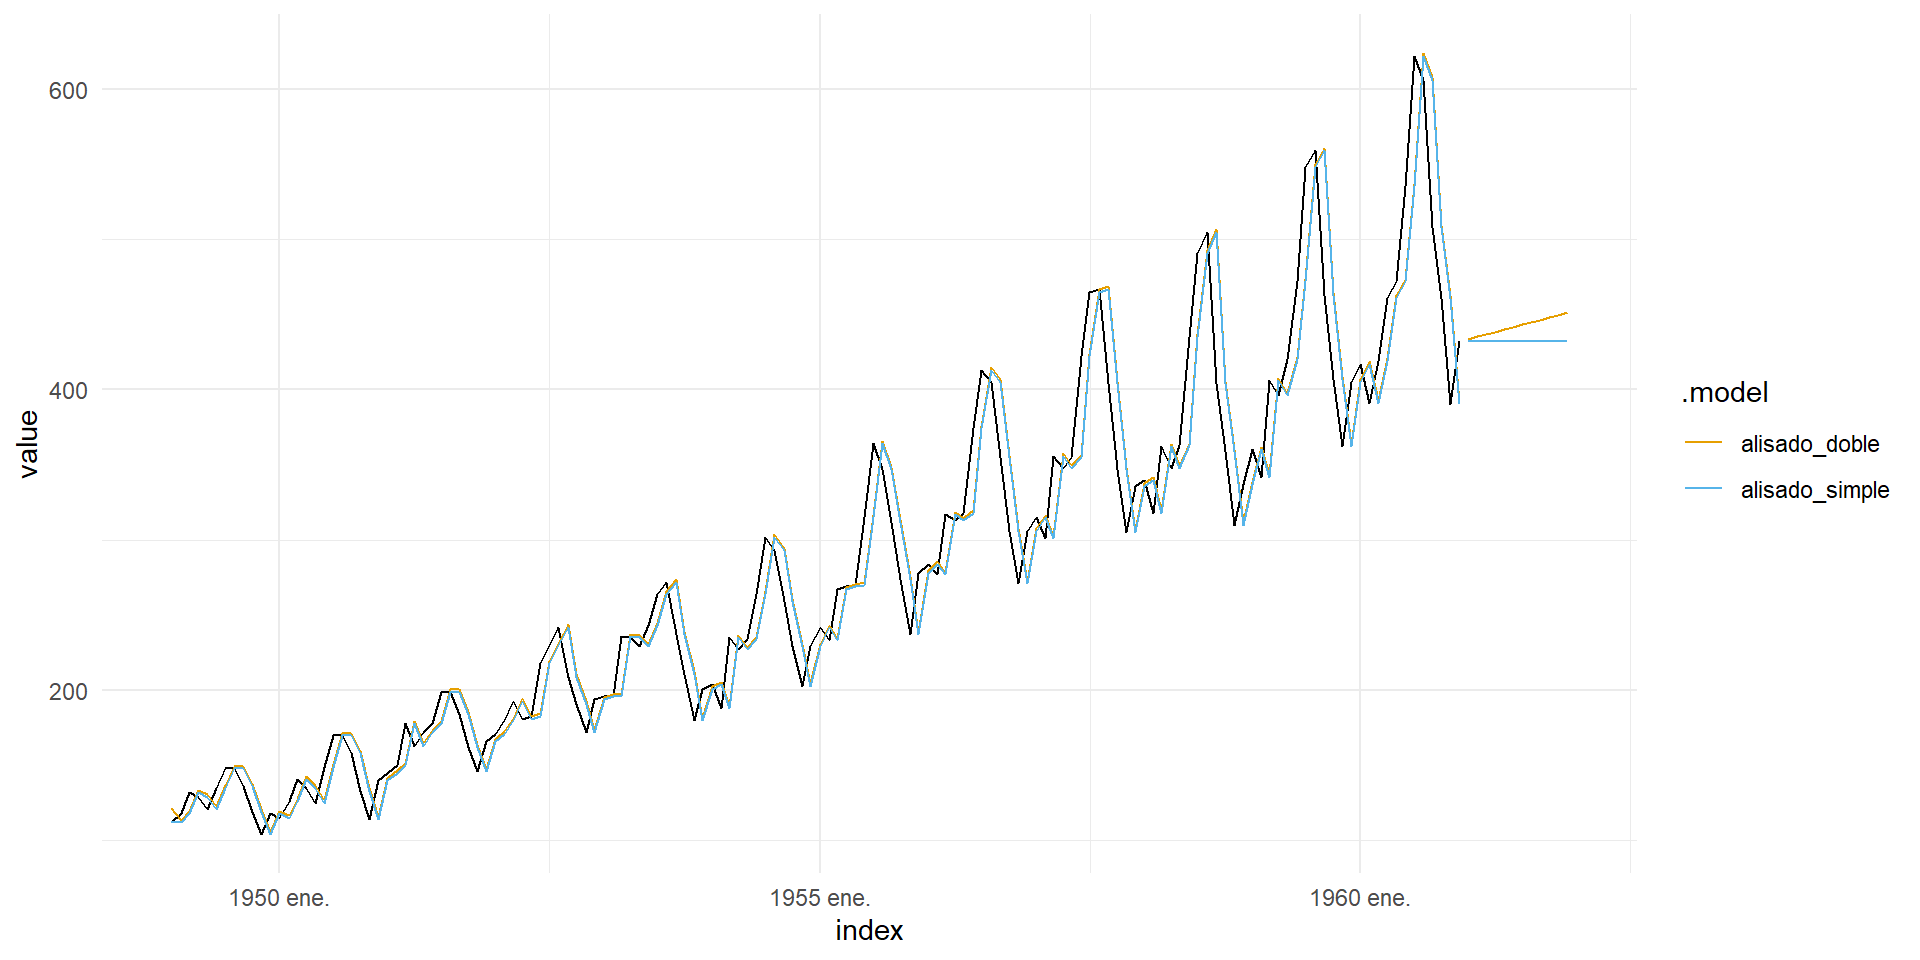 600
400
200
value
1950 ene.
1955 ene.
1960 ene.
index
.model
alisado_doble
alisado_simple